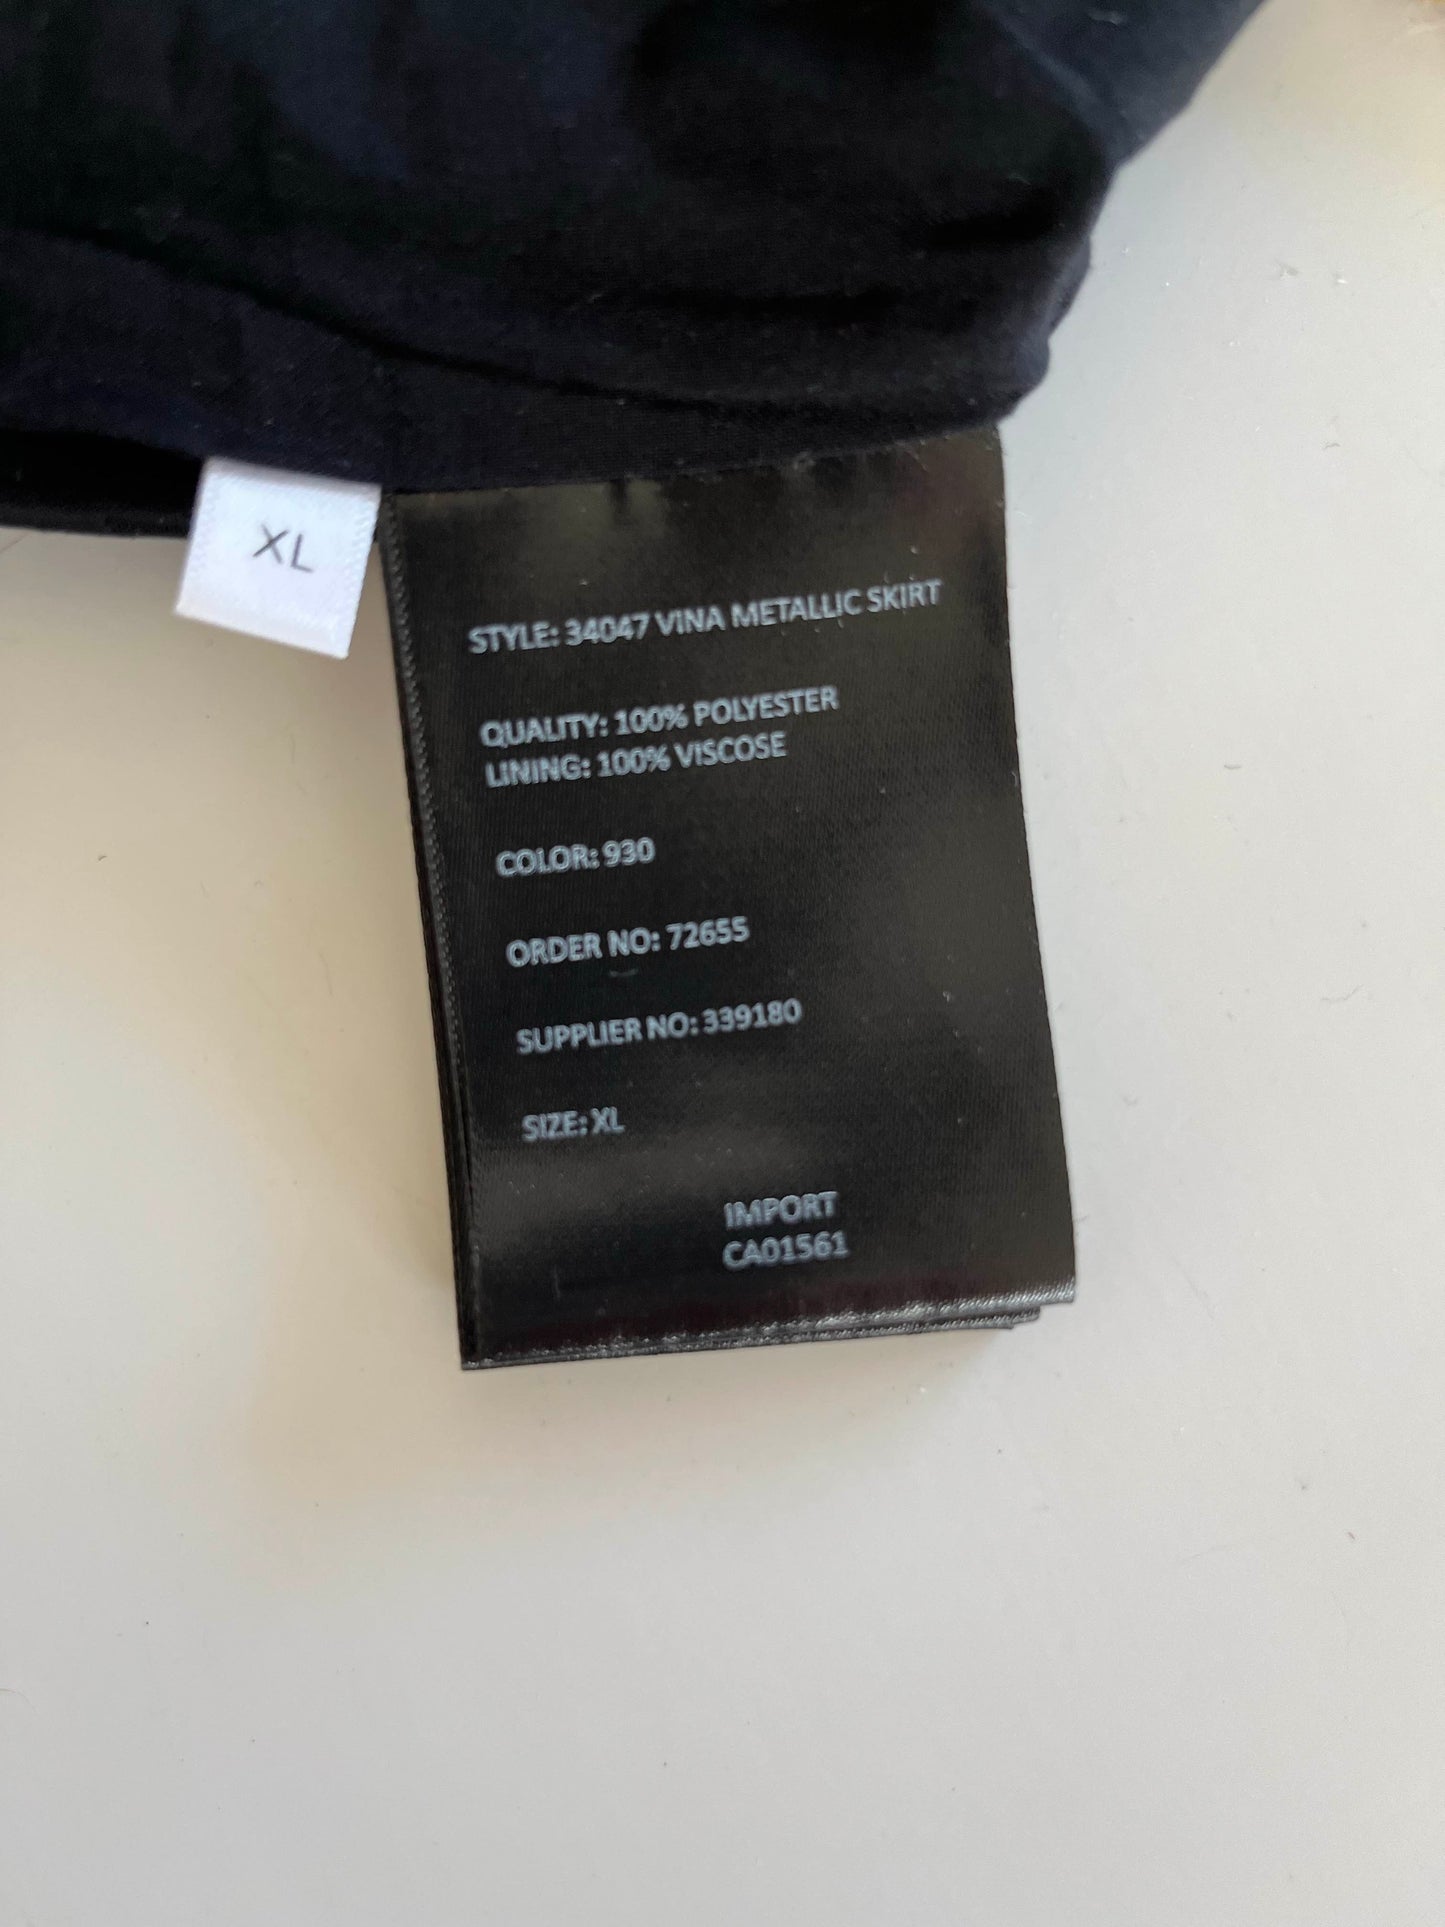 XL
STYLE: 34047 VINA METALLIC SKIRT
QUALITY: 100% POLYESTER
LINING: 100% VISCOSE
COLOR: 930
ORDER NO: 72655
SUPPLIER NO: 339180
SIZE: XL
IMPORT
CA01561